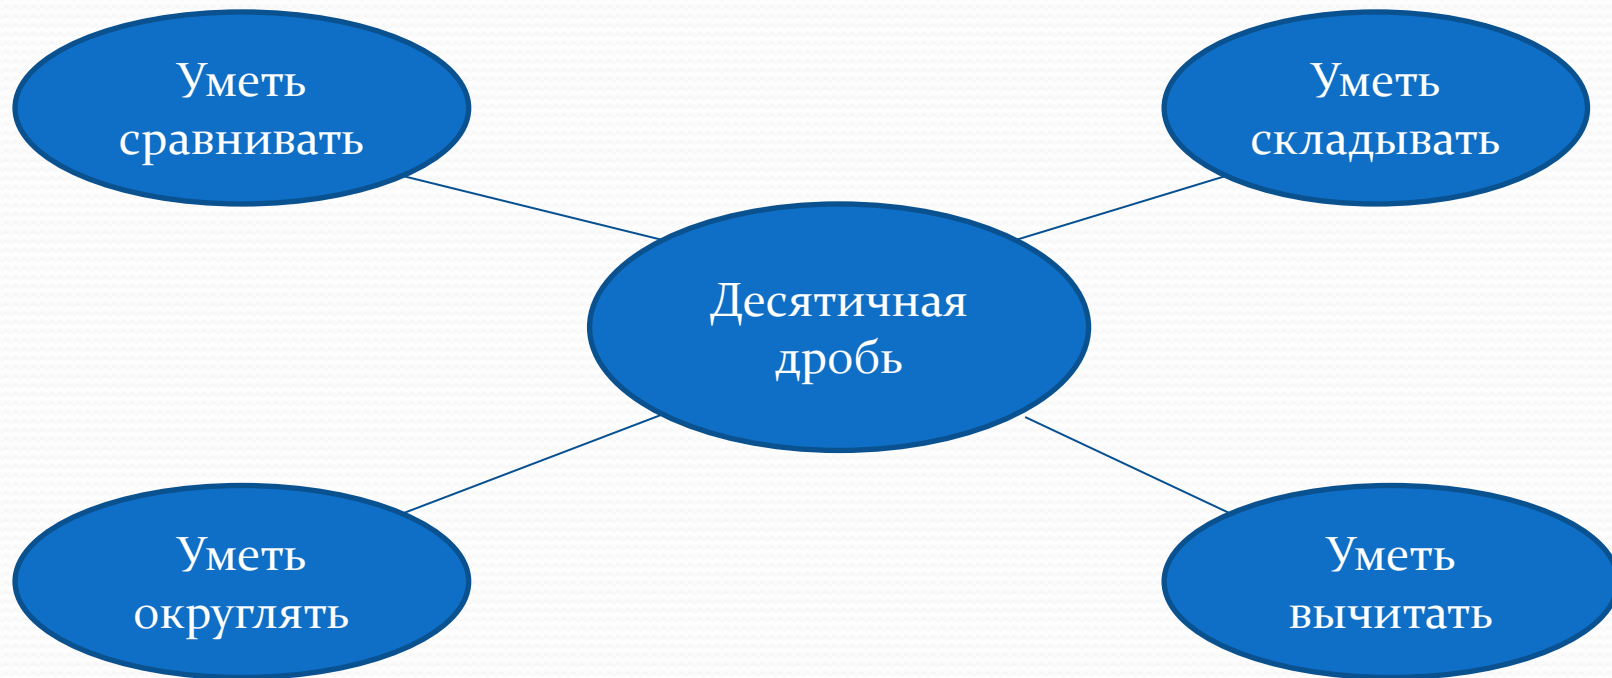 Уметь
сравнивать
Уметь
складывать
Десятичная
дробь
Уметь
округлять
Уметь
вычитать